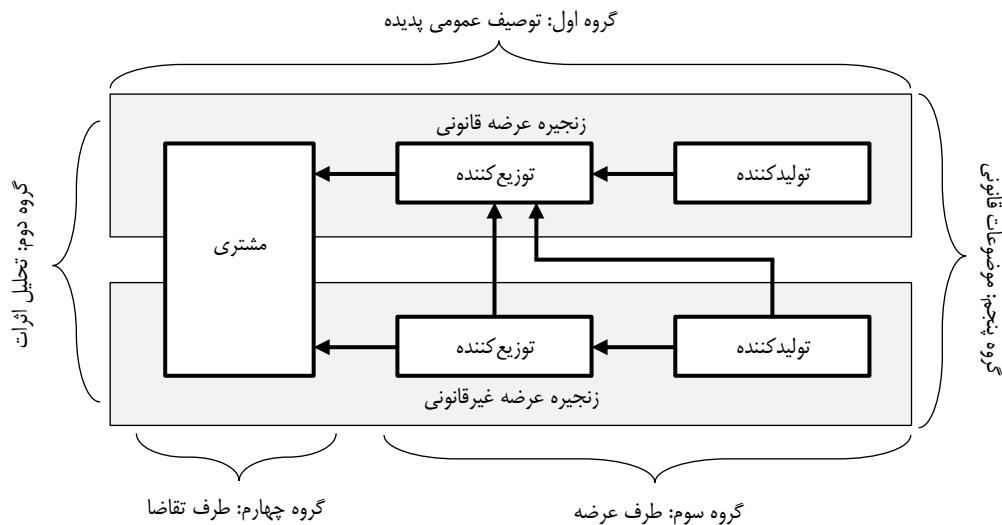 گروه اول: توصیف عمومی پدیده
زنجیره عرضه قانونی
تولیدکننده
توزیع‌کننده
مشتری
تولیدکننده
توزیع‌کننده
زنجیره عرضه غیرقانونی
گروه پنجم: موضوعات قانونی
گروه دوم: تحلیل اثرات
گروه سوم: طرف عرضه
گروه چهارم: طرف تقاضا